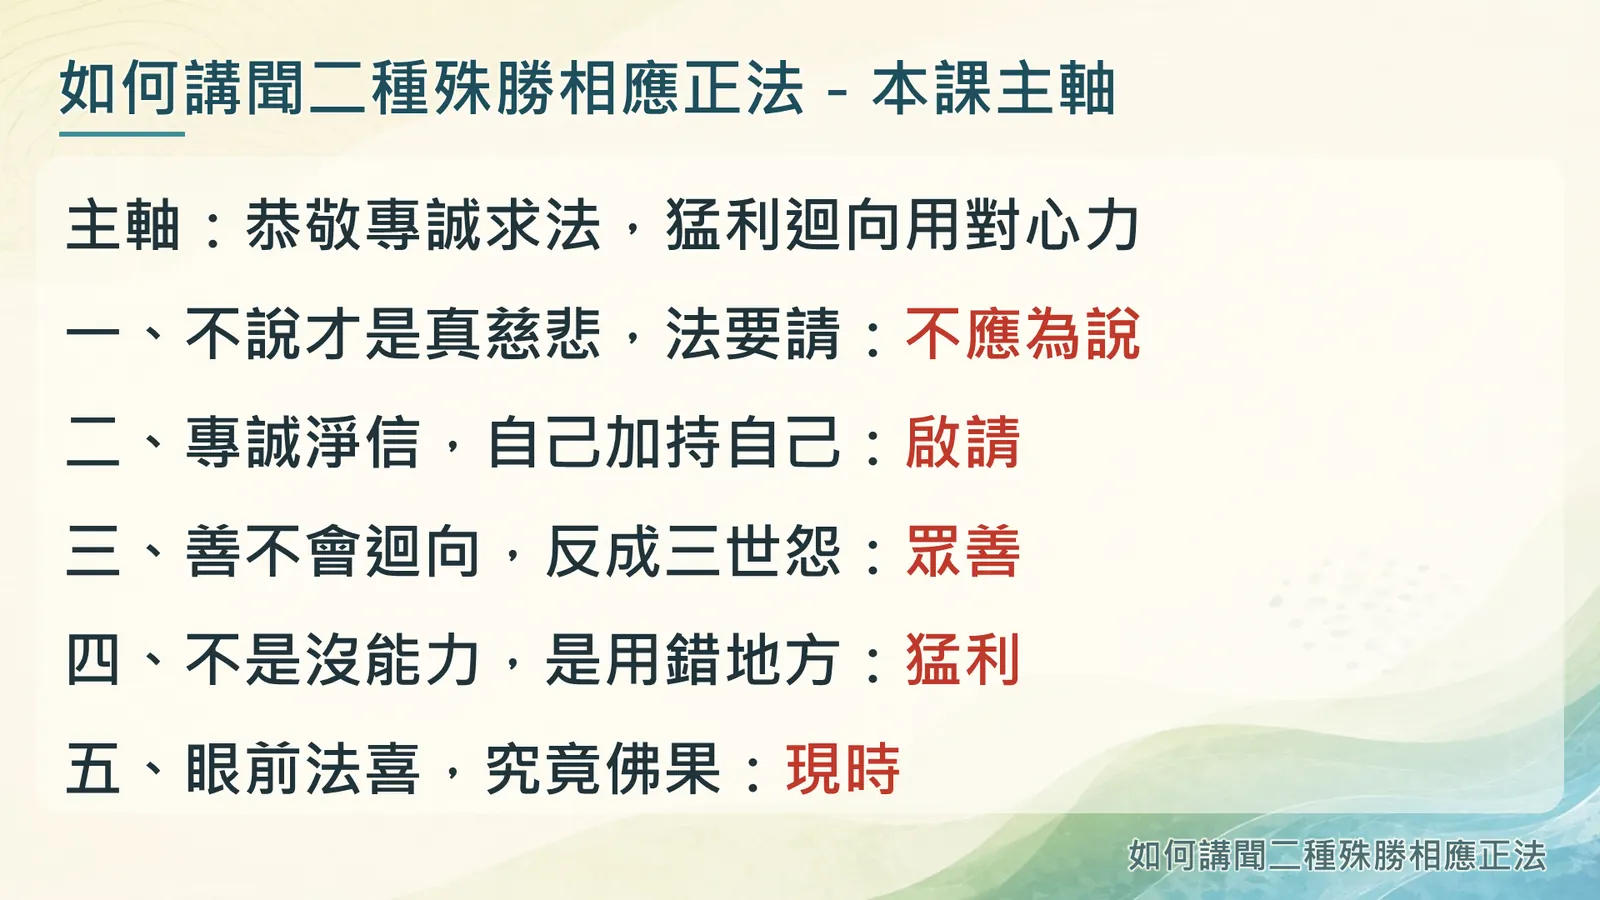 如何講聞二種殊勝相應正法 - 本課主軸
主軸：恭敬專誠求法，猛利迴向用對心力
一、不說才是真慈悲，法要請：不應為說
二、專誠淨信，自己加持自己：啟請
三、善不會迴向，反成三世怨：眾善
四、不是沒能力，是用錯地方：猛利
五、眼前法喜，究竟佛果：現時
如何講聞二種殊勝相應正法